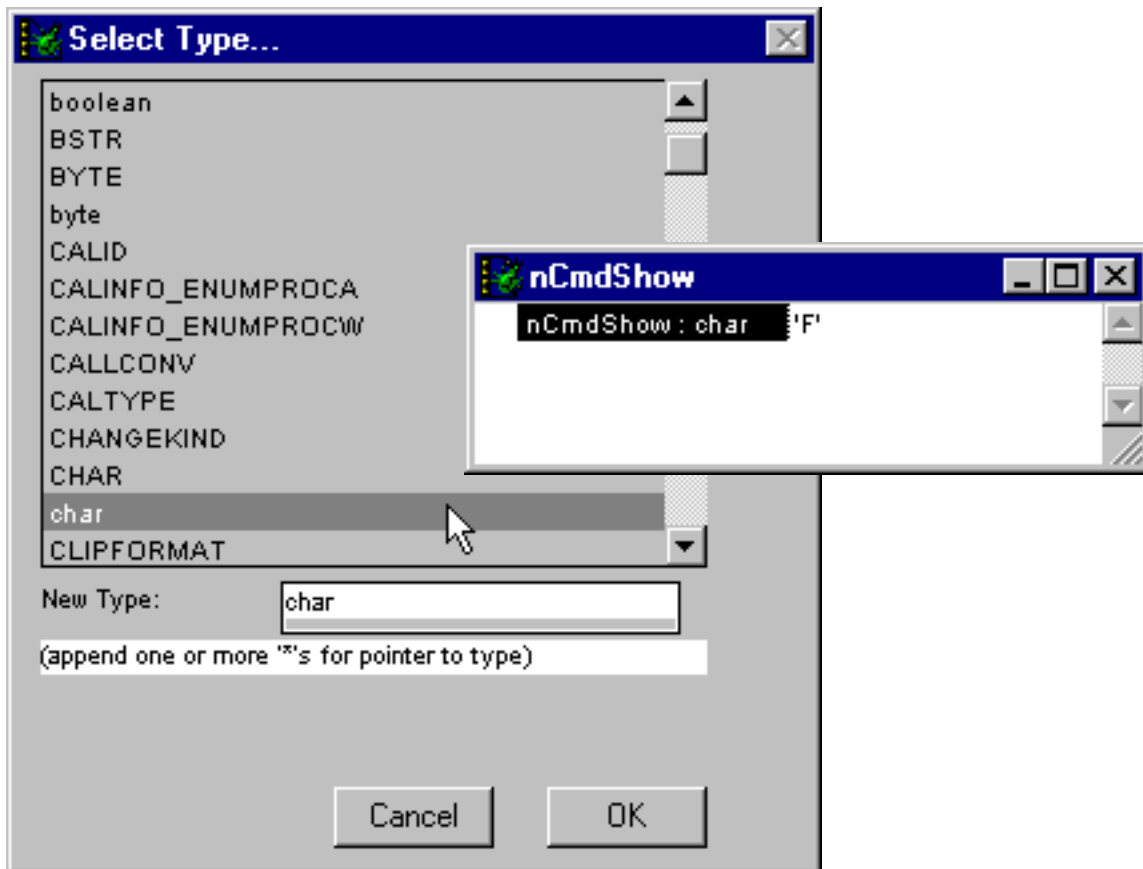 Select Type...
boolean
BSTR
BYTE
byte
CALID
CALINFO_ENUMPROCA
CALINFO_ENUMPROCW
CALLCONV
CALTYPE
CHANGEKIND
CHAR
char
CLIPFORMAT
nCmdShow
nCmdShow : char 'F'
New Type: char
(append one or more '*'s for pointer to type)
Cancel OK